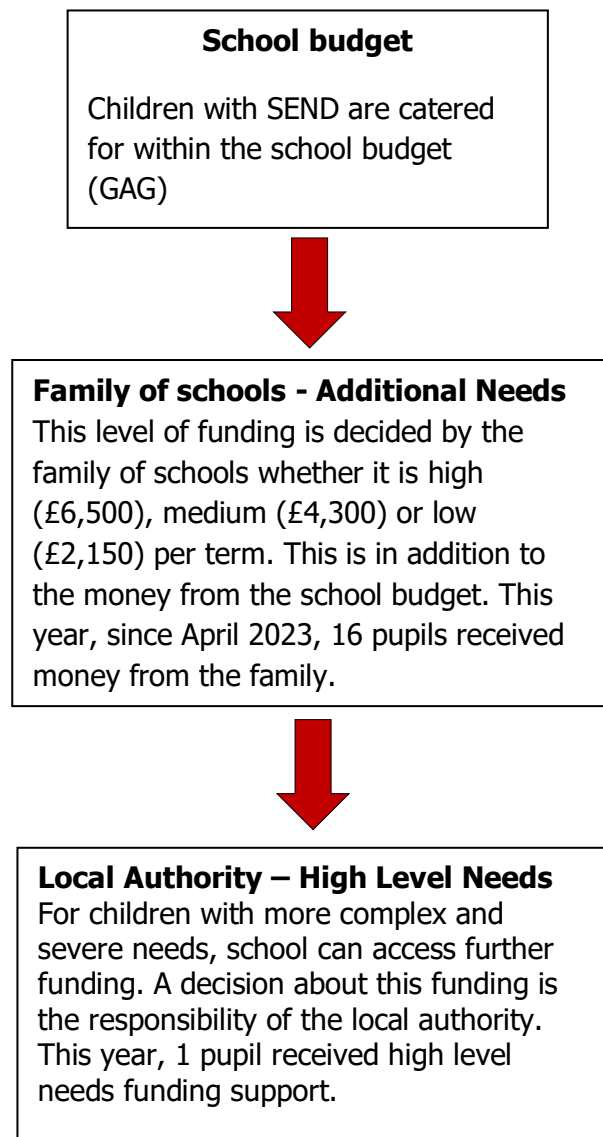 School budget
Children with SEND are catered
for within the school budget
(GAG)
Family of schools - Additional Needs
This level of funding is decided by the
family of schools whether it is high
(£6,500), medium (£4,300) or low
(£2,150) per term. This is in addition to
the money from the school budget. This
year, since April 2023, 16 pupils received
money from the family.
Local Authority – High Level Needs
For children with more complex and
severe needs, school can access further
funding. A decision about this funding is
the responsibility of the local authority.
This year, 1 pupil received high level
needs funding support.